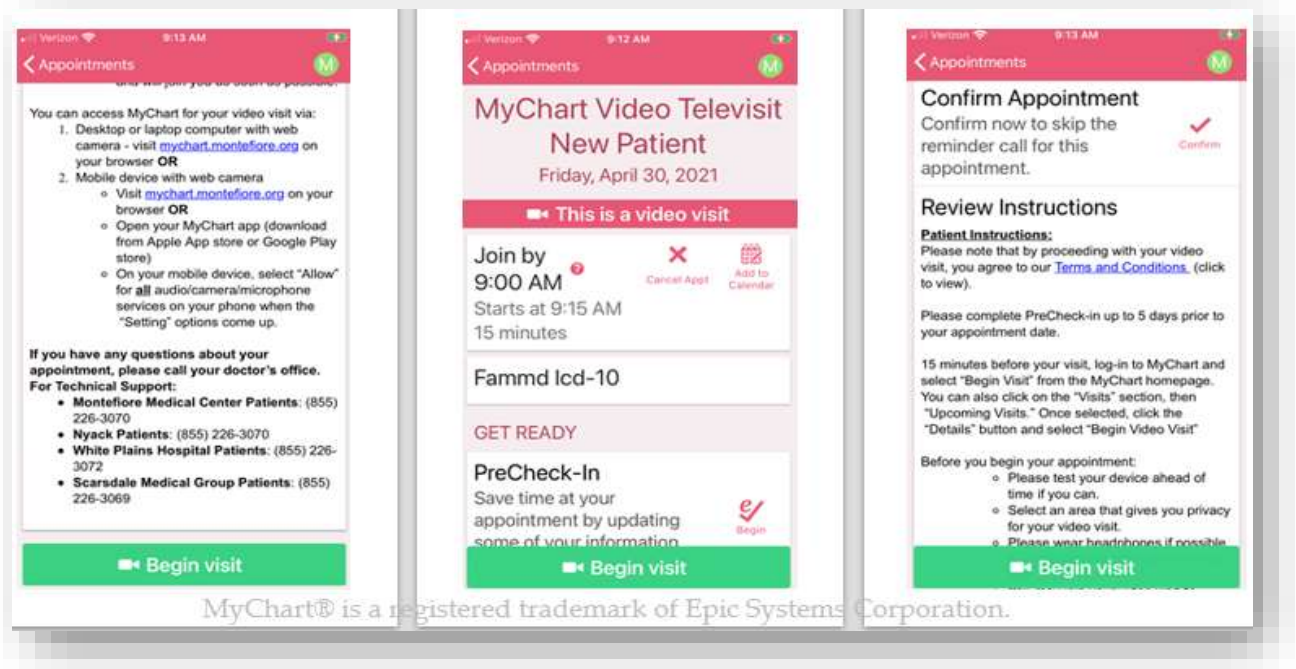 Verizon 9:13 AM
Appointments M
and will join you as soon as possible.
You can access MyChart for your video visit via:
1. Desktop or laptop computer with web
camera - visit mychart.montefiore.org on
your browser OR
2. Mobile device with web camera
Visit mychart.montefiore.org on your
browser OR
Open your MyChart app (download
from Apple App store or Google Play
store)
On your mobile device, select "Allow"
for all audio/camera/microphone
services on your phone when the
"Setting" options come up.
If you have any questions about your
appointment, please call your doctor's office.
For Technical Support:
Montefiore Medical Center Patients: (855)
226-3070
Nyack Patients: (855) 226-3070
White Plains Hospital Patients: (855) 226-
3072
Scarsdale Medical Group Patients: (855)
226-3069
Begin visit
Verizon 9:12 AM
Appointments M
MyChart Video Televisit
New Patient
Friday, April 30, 2021
This is a video visit
Join by
9:00 AM ?
Cancel Appt
Add to
Calendar
Starts at 9:15 AM
15 minutes
Fammd Icd-10
GET READY
PreCheck-In
Save time at your
appointment by updating
some of your information
Begin
Begin visit
Verizon 9:13 AM
Appointments M
Confirm Appointment
Confirm now to skip the
reminder call for this
appointment.
Confirm
Review Instructions
Patient Instructions:
Please note that by proceeding with your video
visit, you agree to our Terms and Conditions (click
to view).
Please complete PreCheck-in up to 5 days prior to
your appointment date.
15 minutes before your visit, log-in to MyChart and
select "Begin Visit" from the MyChart homepage.
You can also click on the "Visits" section, then
"Upcoming Visits." Once selected, click the
"Details" button and select "Begin Video Visit"
Before you begin your appointment:
Please test your device ahead of
time if you can.
Select an area that gives you privacy
for your video visit.
Please wear headphones if possible
Begin visit
MyChart® is a registered trademark of Epic Systems Corporation.